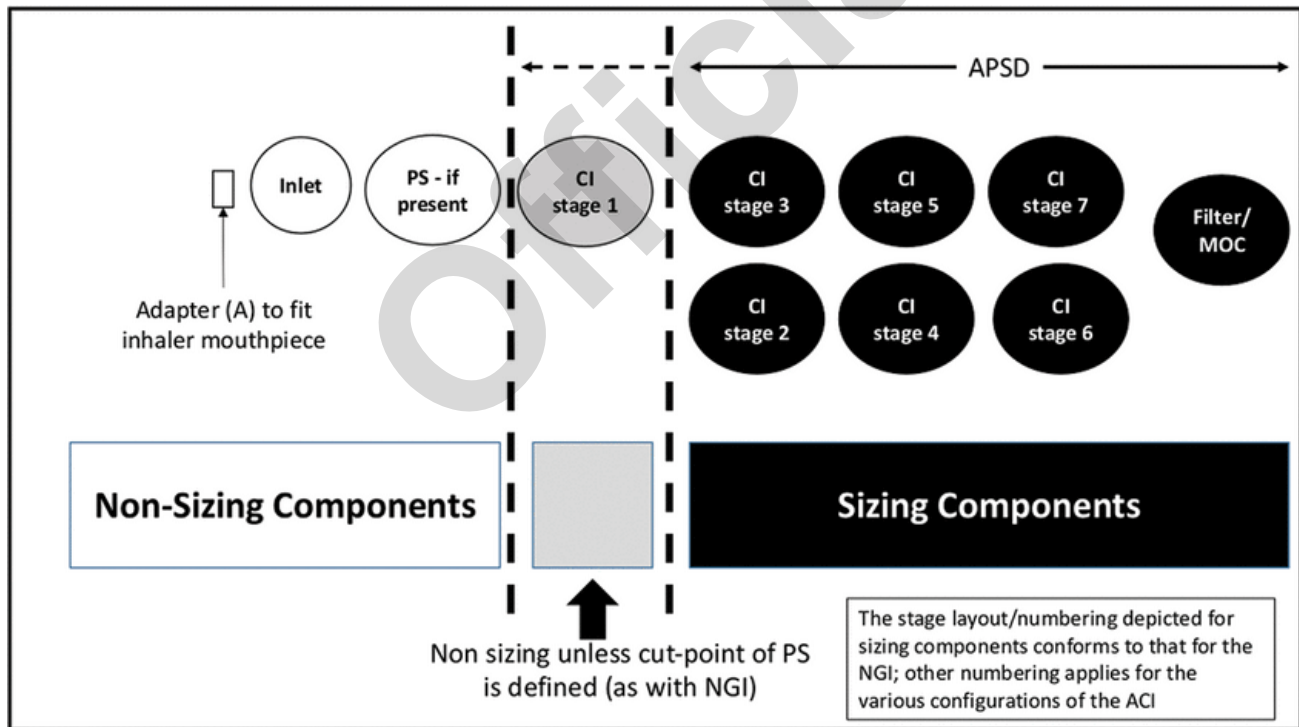 APSD
Inlet
PS - if
present
CI
stage 1
CI
stage 3
CI
stage 5
CI
stage 7
Filter/
MOC
CI
stage 2
CI
stage 4
CI
stage 6
Adapter (A) to fit
inhaler mouthpiece
Non-Sizing Components
Sizing Components
Non sizing unless cut-point of PS
is defined (as with NGI)
The stage layout/numbering depicted for
sizing components conforms to that for the
NGI; other numbering applies for the
various configurations of the ACI
Offici